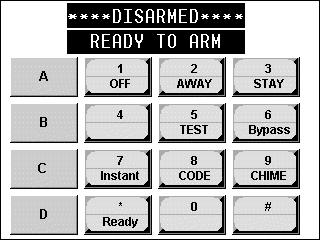 ****DISARMED****
READY TO ARM
A 1 2 3
OFF AWAY STAY
B 4 5 6
TEST Bypass
C 7 8 9
Instant CODE CHIME
D * 0 #
Ready